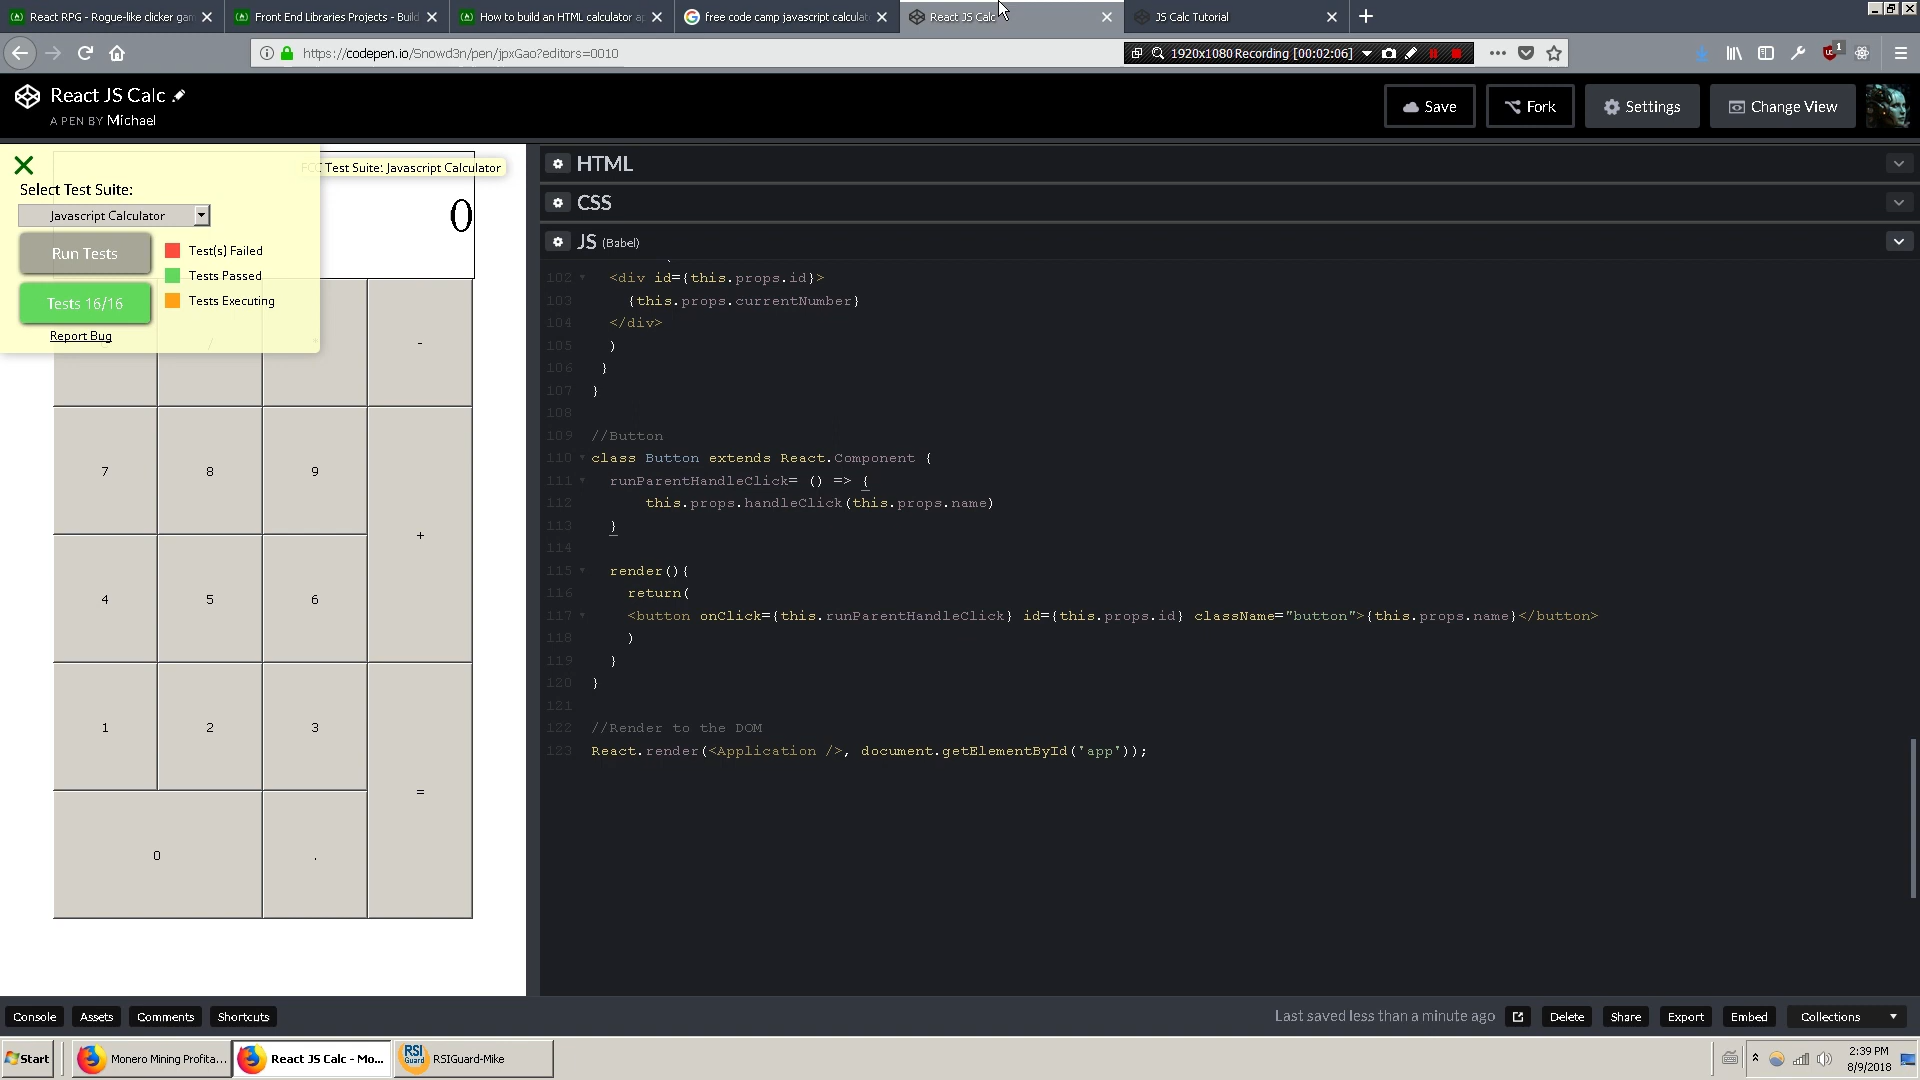 React RPG - Rogue-like clicker gam
Front End Libraries Projects - Build
How to build an HTML calculator ap
free code camp javascript calculat
React JS Calc
JS Calc Tutorial
https://codepen.io/Snowd3n/pen/jpxGao?editors=0010
1920x1080 Recording [00:02:06]
1
React JS Calc
A PEN BY Michael
Save
Fork
Settings
Change View
FCC Test Suite: Javascript Calculator
Select Test Suite:
Javascript Calculator
Run Tests
Test(s) Failed
Tests Passed
Tests 16/16
Tests Executing
Report Bug
0
/
*
-
7
8
9
+
4
5
6
1
2
3
=
0
.
HTML
CSS
JS (Babel)
102 <div id={this.props.id}>
103 {this.props.currentNumber}
104 </div>
105 )
106 }
107 }
108
109 //Button
110 class Button extends React.Component {
111 runParentHandleClick= () => {
112 this.props.handleClick(this.props.name)
113 }
114
115 render(){
116 return(
117 <button onClick={this.runParentHandleClick} id={this.props.id} className="button">{this.props.name}</button>
118 )
119 }
120 }
121
122 //Render to the DOM
123 React.render(<Application />, document.getElementById('app'));
Console
Assets
Comments
Shortcuts
Last saved less than a minute ago
Delete
Share
Export
Embed
Collections
Start
Monero Mining Profita...
React JS Calc - Mo...
RSI Guard
RSIGuard-Mike
2:39 PM
8/9/2018